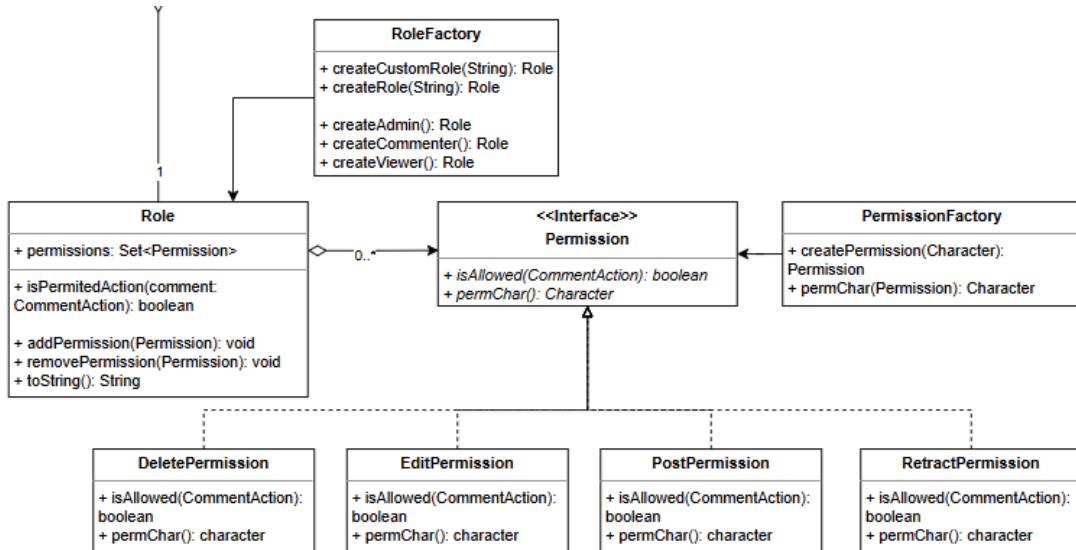 RoleFactory
+ createCustomRole(String): Role
+ createRole(String): Role
+ createAdmin(): Role
+ createCommenter(): Role
+ createViewer(): Role
1
Role
+ permissions: Set<Permission>
+ isPermitedAction(comment:
CommentAction): boolean
+ addPermission(Permission): void
+ removePermission(Permission): void
+ toString(): String
0..*
<<Interface>>
Permission
+ isAllowed(CommentAction): boolean
+ permChar(): Character
PermissionFactory
+ createPermission(Character):
Permission
+ permChar(Permission): Character
DeletePermission
+ isAllowed(CommentAction):
boolean
+ permChar(): character
EditPermission
+ isAllowed(CommentAction):
boolean
+ permChar(): character
PostPermission
+ isAllowed(CommentAction):
boolean
+ permChar(): character
RetractPermission
+ isAllowed(CommentAction):
boolean
+ permChar(): character